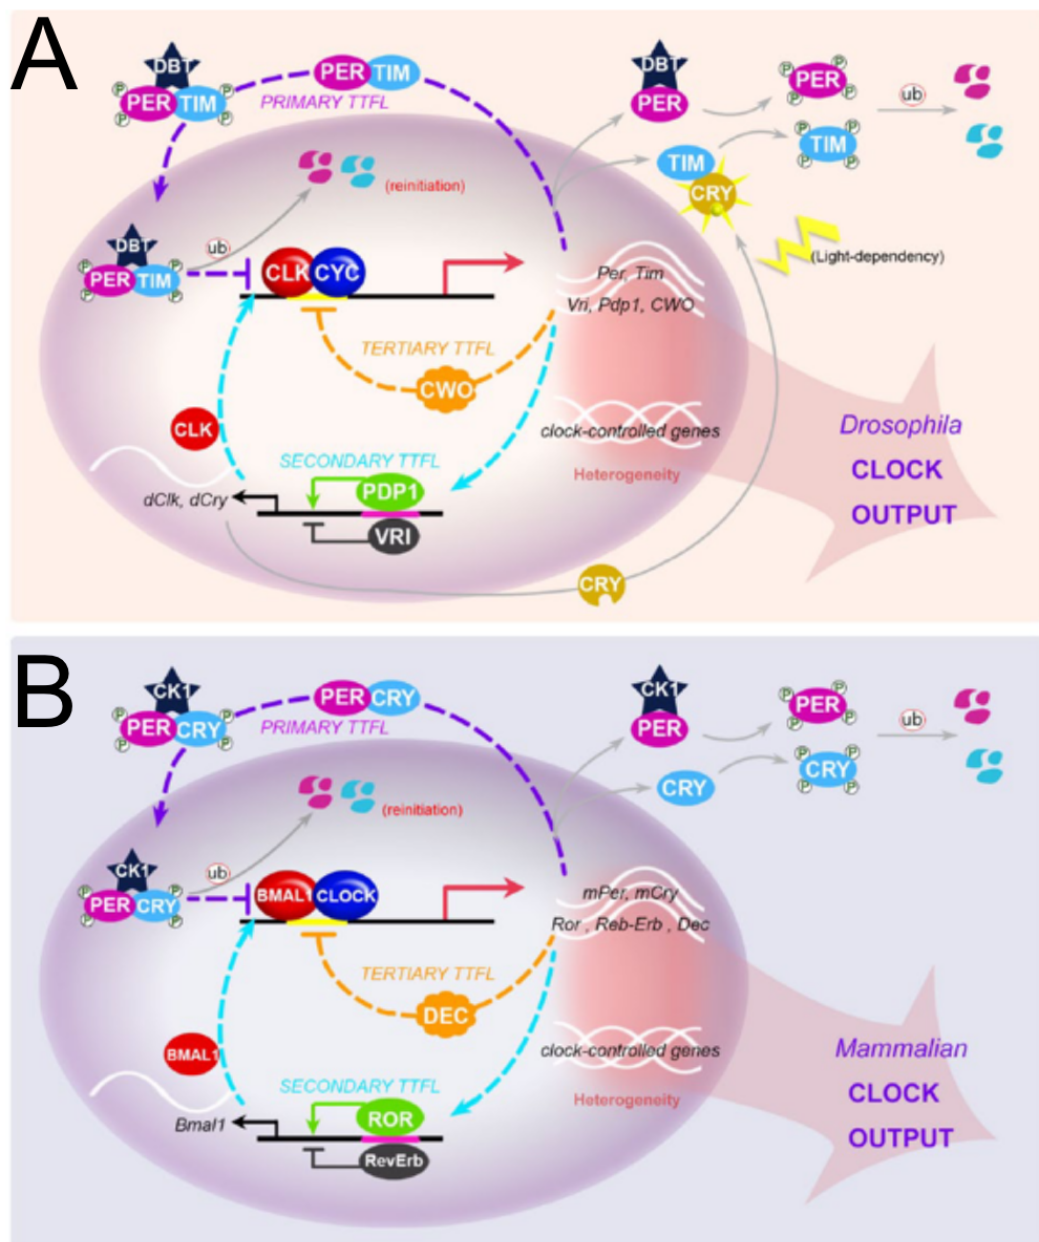 A
DBT
PER TIM
P P P P
PER TIM
PRIMARY TTFL
DBT
PER
P PER P
P P
ub
TIM
P TIM P
P P
CRY
(Light-dependency)
(reinitiation)
DBT
PER TIM
P P P P
ub
CLK CYC
Per, Tim
Vri, Pdp1, CWO
TERTIARY TTFL
CWO
CLK
clock-controlled genes
Heterogeneity
SECONDARY TTFL
PDP1
dClk, dCry
VRI
CRY
Drosophila
CLOCK
OUTPUT
B
CK1
PER CRY
P P P P
PER CRY
PRIMARY TTFL
CK1
PER
P PER P
P P
ub
CRY
P CRY P
P P
(reinitiation)
CK1
PER CRY
P P P P
ub
BMAL1 CLOCK
mPer, mCry
Ror , Reb-Erb , Dec
TERTIARY TTFL
DEC
BMAL1
clock-controlled genes
Heterogeneity
SECONDARY TTFL
ROR
Bmal1
RevErb
Mammalian
CLOCK
OUTPUT